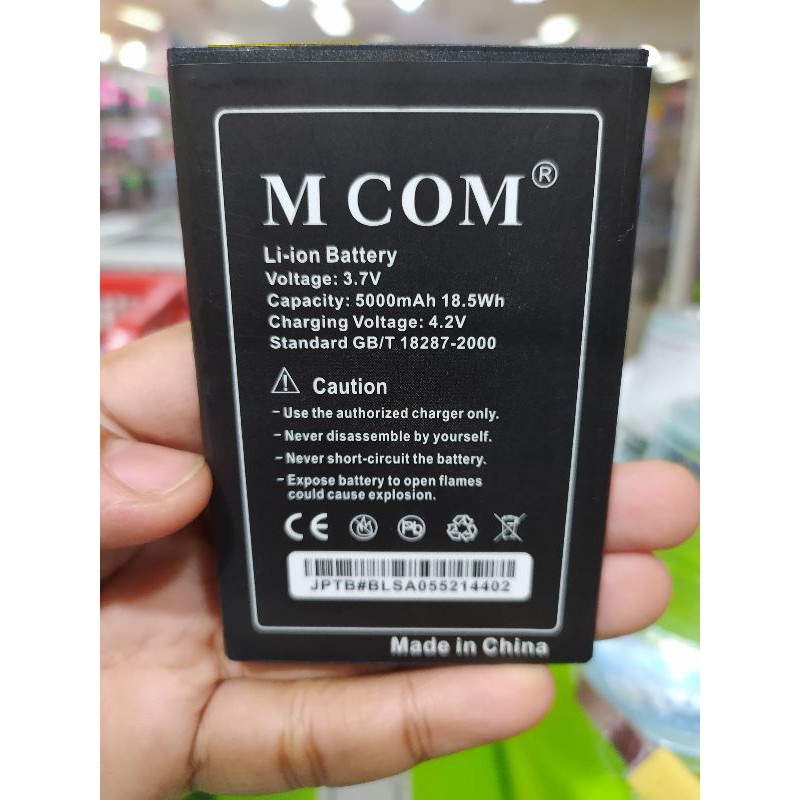 M COM®
Li-ion Battery
Voltage: 3.7V
Capacity: 5000mAh 18.5Wh
Charging Voltage: 4.2V
Standard GB/T 18287-2000
Caution
- Use the authorized charger only.
- Never disassemble by yourself.
- Never short-circuit the battery.
- Expose battery to open flames
could cause explosion.
CE Pb
JPTB#BLSA055214402
Made in China